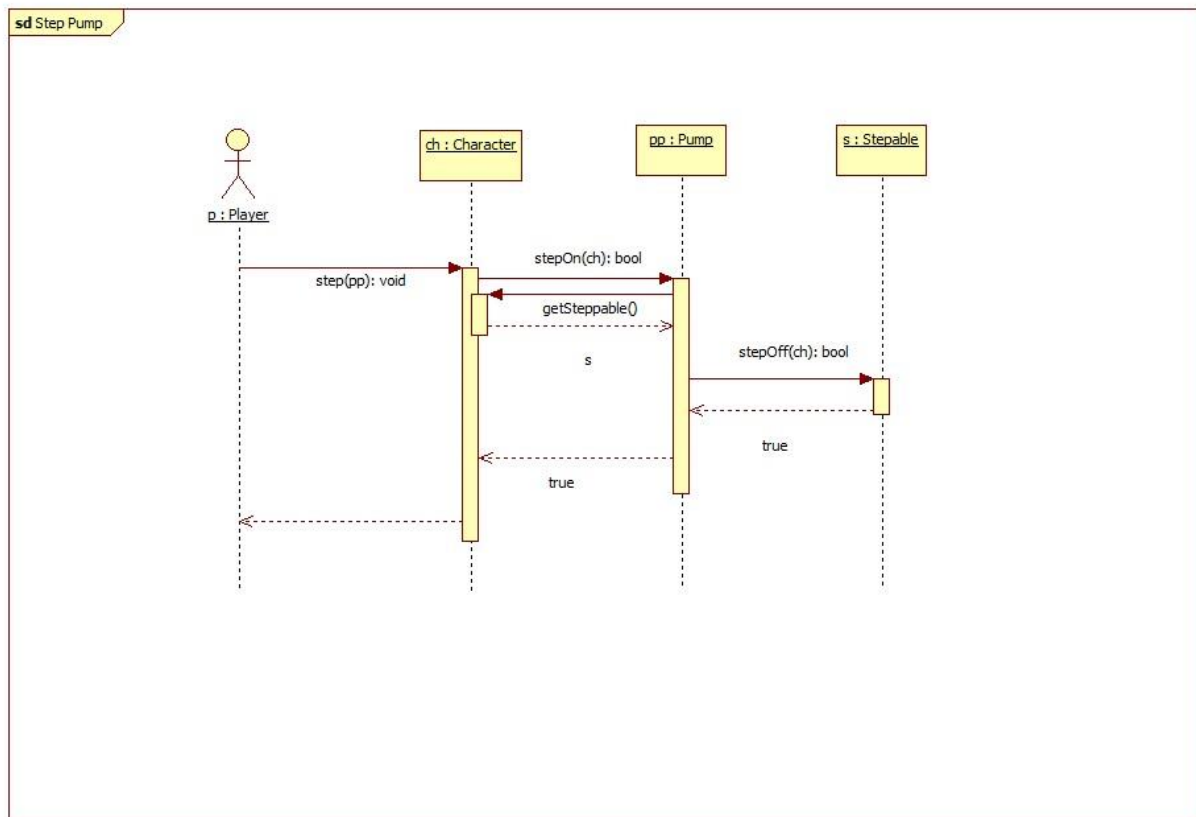 sd Step Pump
ch : Character
pp : Pump
s : Stepable
p : Player
stepOn(ch): bool
step(pp): void
getSteppable()
stepOff(ch): bool
s
true
true